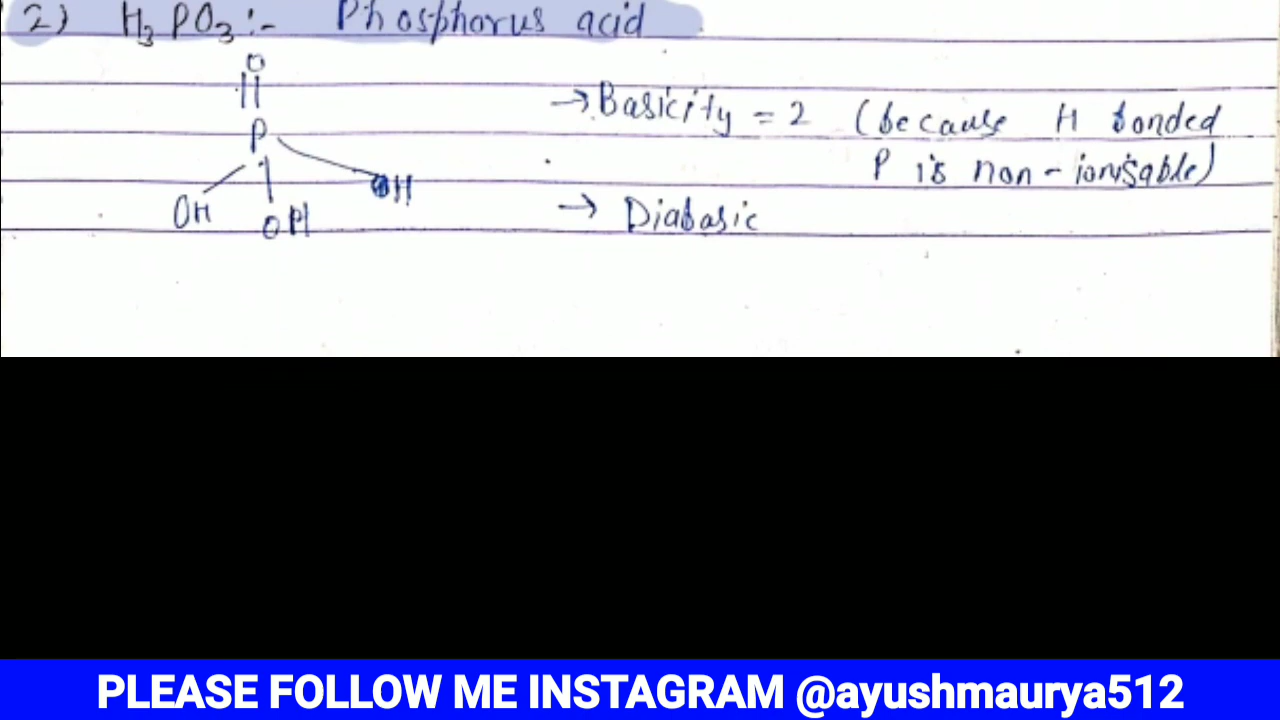 2) H₃PO₃:- Phosphorus acid
O
P
OH
OH
H
→ Basicity = 2 (because H bonded
P is non-ionisable)
→ Diabasic
PLEASE FOLLOW ME INSTAGRAM @ayushmaurya512